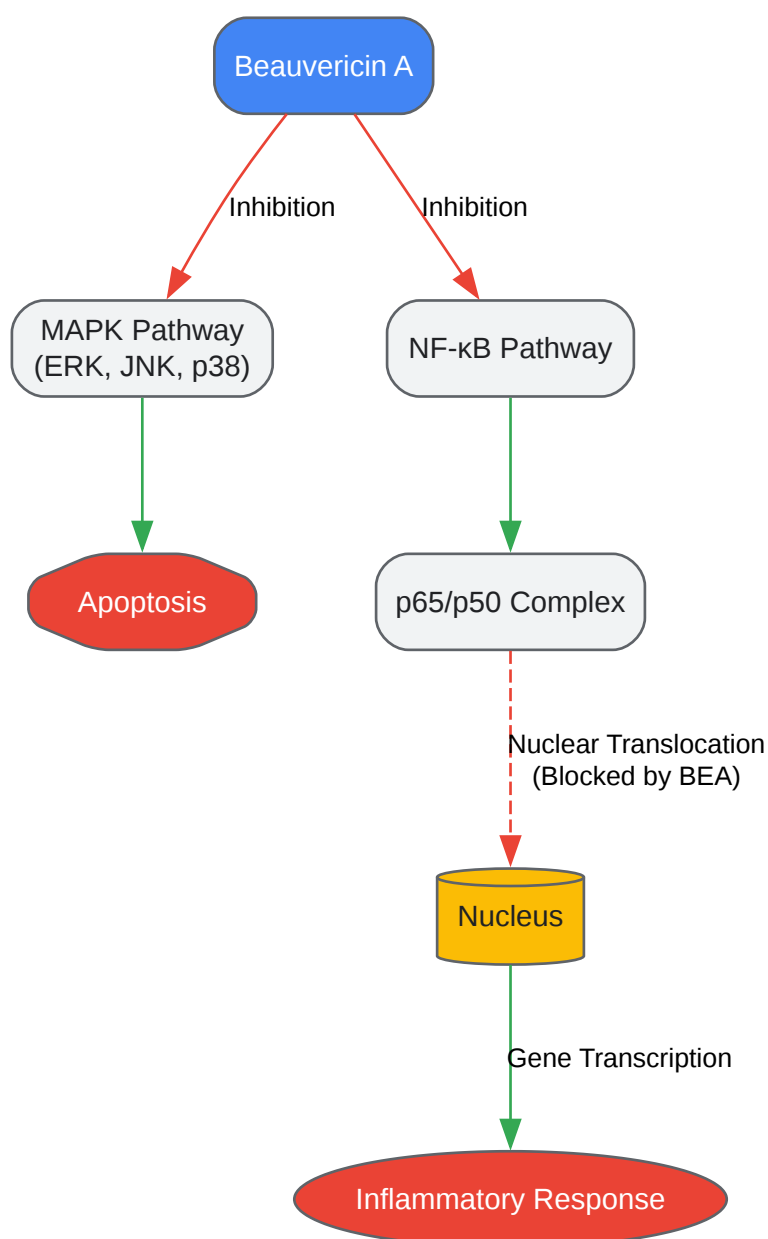 Beauvericin A
Inhibition
Inhibition
MAPK Pathway
(ERK, JNK, p38)
NF-κB Pathway
Apoptosis
p65/p50 Complex
Nuclear Translocation
(Blocked by BEA)
Nucleus
Gene Transcription
Inflammatory Response